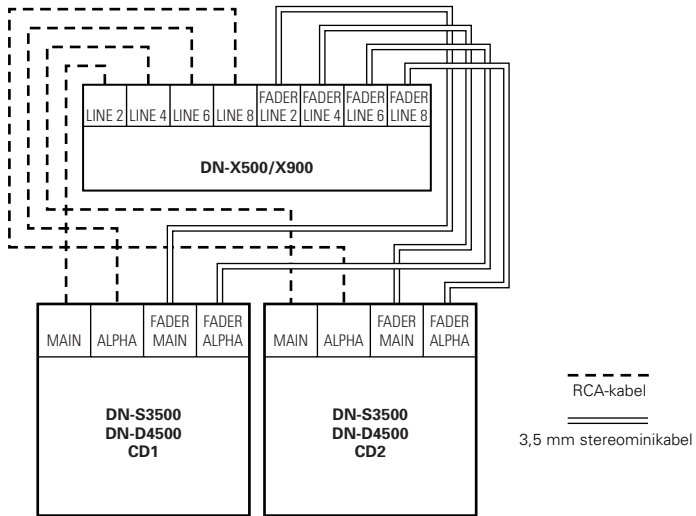 LINE 2 LINE 4 LINE 6 LINE 8 FADER LINE 2 FADER LINE 4 FADER LINE 6 FADER LINE 8
DN-X500/X900
MAIN ALPHA FADER MAIN FADER ALPHA
DN-S3500
DN-D4500
CD1
MAIN ALPHA FADER MAIN FADER ALPHA
DN-S3500
DN-D4500
CD2
RCA-kabel
3,5 mm stereominikabel